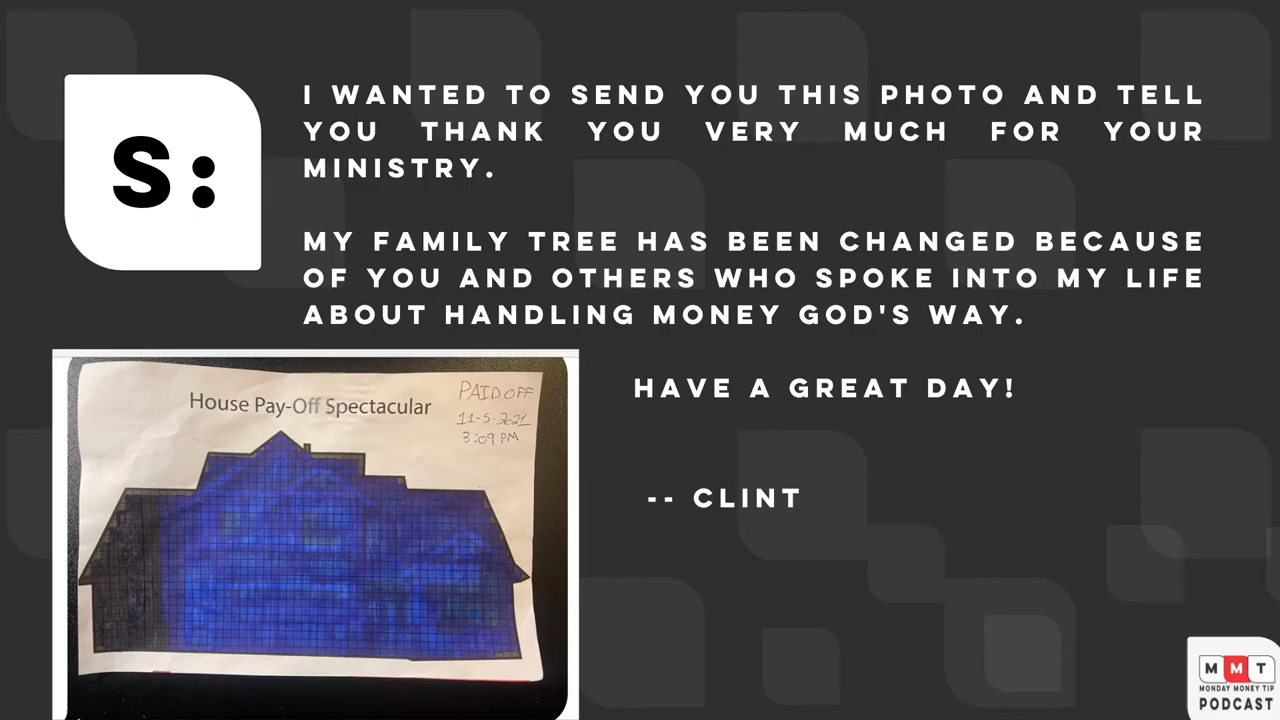 S:
I WANTED TO SEND YOU THIS PHOTO AND TELL
YOU THANK YOU VERY MUCH FOR YOUR
MINISTRY.
MY FAMILY TREE HAS BEEN CHANGED BECAUSE
OF YOU AND OTHERS WHO SPOKE INTO MY LIFE
ABOUT HANDLING MONEY GOD'S WAY.
HAVE A GREAT DAY!
-- CLINT
House Pay-Off Spectacular
PAID OFF
11-5-2021
3:09 PM
MMT
MONDAY MONEY TIP
PODCAST